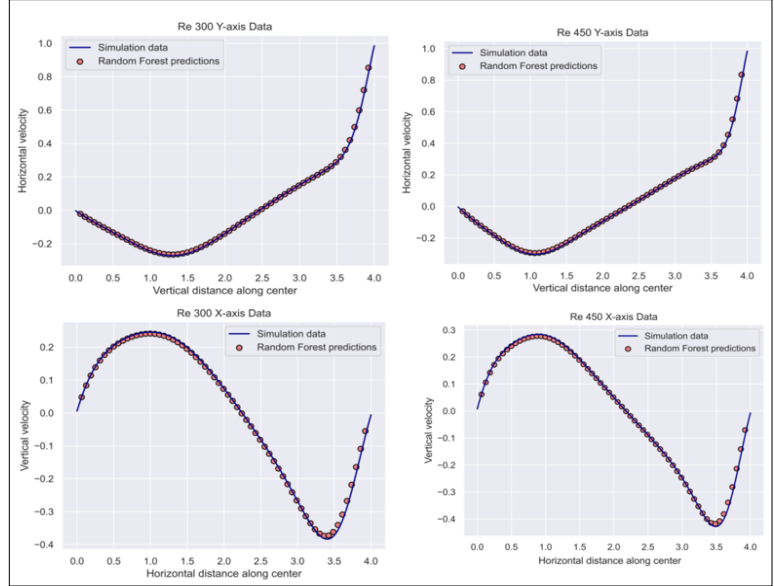 Re 300 Y-axis Data
1.0
0.8
0.6
0.4
0.2
0.0
−0.2
Horizontal velocity
Simulation data
Random Forest predictions
0.0 0.5 1.0 1.5 2.0 2.5 3.0 3.5 4.0
Vertical distance along center
Re 450 Y-axis Data
1.0
0.8
0.6
0.4
0.2
0.0
−0.2
Horizontal velocity
Simulation data
Random Forest predictions
0.0 0.5 1.0 1.5 2.0 2.5 3.0 3.5 4.0
Vertical distance along center
Re 300 X-axis Data
0.2
0.1
0.0
−0.1
−0.2
−0.3
−0.4
Vertical velocity
Simulation data
Random Forest predictions
0.0 0.5 1.0 1.5 2.0 2.5 3.0 3.5 4.0
Horizontal distance along center
Re 450 X-axis Data
0.3
0.2
0.1
0.0
−0.1
−0.2
−0.3
−0.4
Vertical velocity
Simulation data
Random Forest predictions
0.0 0.5 1.0 1.5 2.0 2.5 3.0 3.5 4.0
Horizontal distance along center